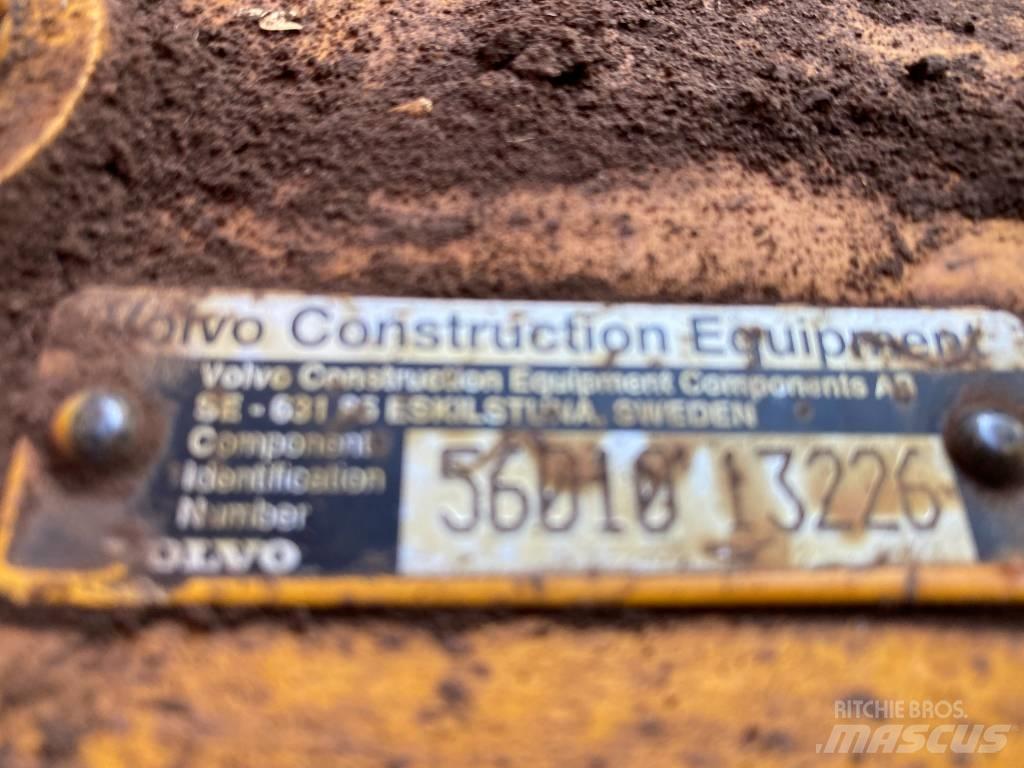 Volvo Construction Equipment
Volvo Construction Equipment Components AB
SE - 631 85 ESKILSTUNA, SWEDEN
Component
Identification
Number
56010 13226
VOLVO
RITCHIE BROS.
MASCUS